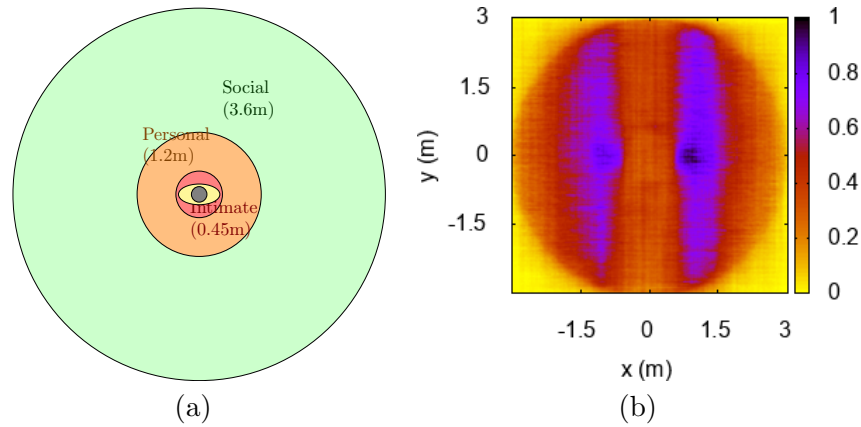 Social
(3.6m)
Personal
(1.2m)
Intimate
(0.45m)
(a)
3
1.5
0
-1.5
y (m)
-1.5
0
1.5
3
x (m)
1
0.8
0.6
0.4
0.2
0
(b)